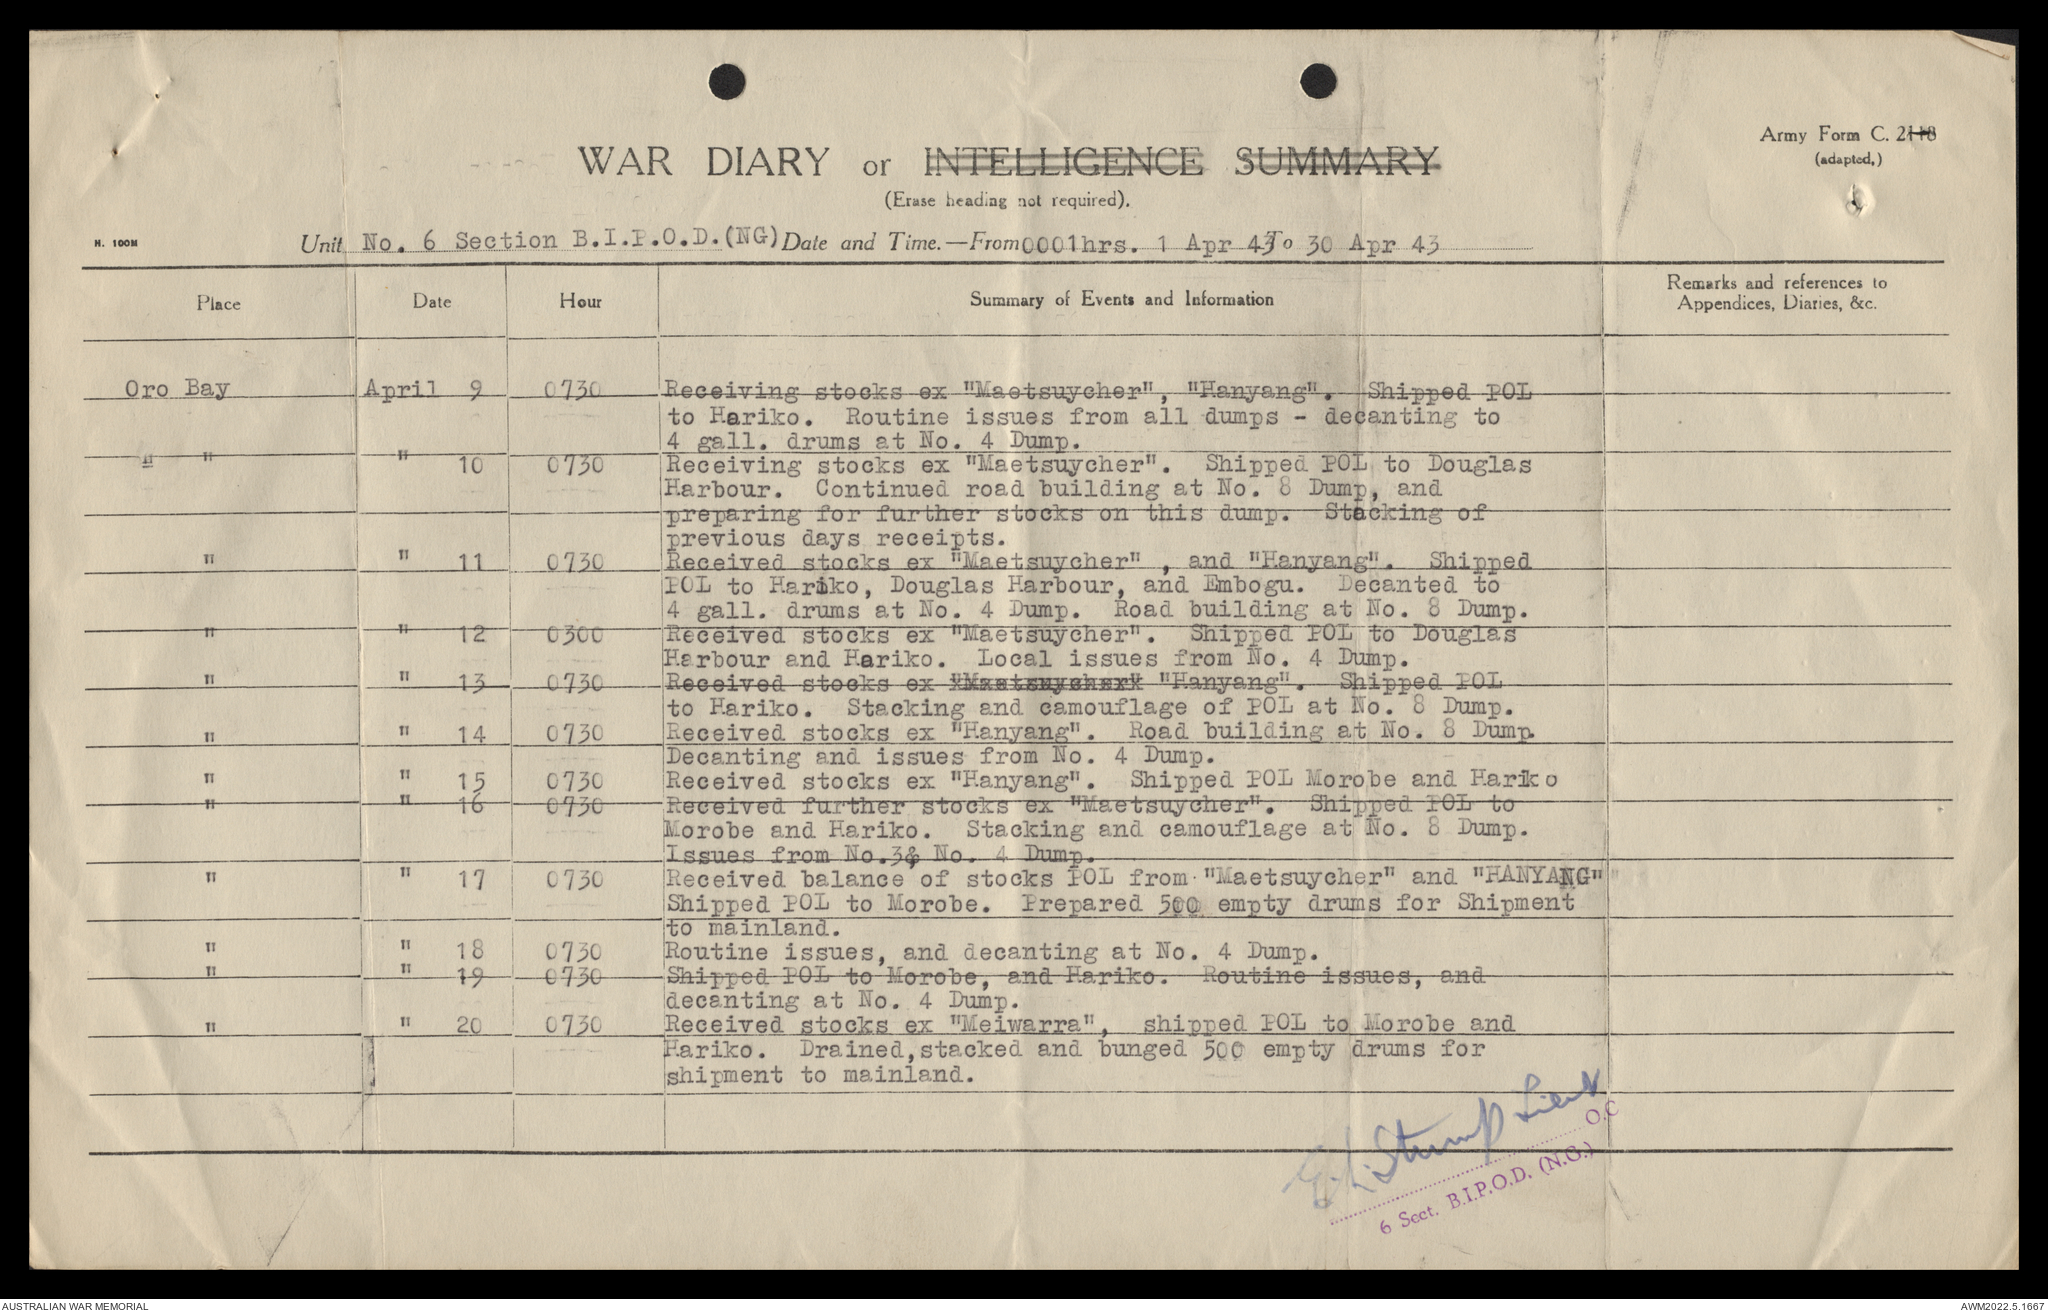 Army Form C. 2118
(adapted,)
WAR DIARY or INTELLIGENCE SUMMARY
(Erase heading not required).
H. 100M
Unit No. 6 Section B.I.P.O.D.(NG) Date and Time.—From 0001hrs. 1 Apr 43 To 30 Apr 43
Place Date Hour Summary of Events and Information Remarks and references to
Appendices, Diaries, &c.
Oro Bay April 9 0730 Receiving stocks ex "Maetsuycher", "Hanyang". Shipped POL
to Hariko. Routine issues from all dumps - decanting to
4 gall. drums at No. 4 Dump.
" " " 10 0730 Receiving stocks ex "Maetsuycher". Shipped POL to Douglas
Harbour. Continued road building at No. 8 Dump, and
preparing for further stocks on this dump. Stacking of
previous days receipts.
" " 11 0730 Received stocks ex "Maetsuycher" , and "Hanyang". Shipped
POL to Hariko, Douglas Harbour, and Embogu. Decanted to
4 gall. drums at No. 4 Dump. Road building at No. 8 Dump.
" " 12 0300 Received stocks ex "Maetsuycher". Shipped POL to Douglas
Harbour and Hariko. Local issues from No. 4 Dump.
" " 13 0730 Received stocks ex "Maetsuycher" "Hanyang". Shipped POL
to Hariko. Stacking and camouflage of POL at No. 8 Dump.
" " 14 0730 Received stocks ex "Hanyang". Road building at No. 8 Dump.
Decanting and issues from No. 4 Dump.
" " 15 0730 Received stocks ex "Hanyang". Shipped POL Morobe and Hariko
" " 16 0730 Received further stocks ex "Maetsuycher". Shipped POL to
Morobe and Hariko. Stacking and camouflage at No. 8 Dump.
Issues from No.3& No. 4 Dump.
" " 17 0730 Received balance of stocks POL from "Maetsuycher" and "HANYANG"
Shipped POL to Morobe. Prepared 500 empty drums for Shipment
to mainland.
" " 18 0730 Routine issues, and decanting at No. 4 Dump.
" " 19 0730 Shipped POL to Morobe, and Hariko. Routine issues, and
decanting at No. 4 Dump.
" " 20 0730 Received stocks ex "Meiwarra", shipped POL to Morobe and
Hariko. Drained,stacked and bunged 500 empty drums for
shipment to mainland.
Stump Lieut
O.C
6 Sect. B.I.P.O.D. (N.G.)
AUSTRALIAN WAR MEMORIAL
AWM2022.5.1667